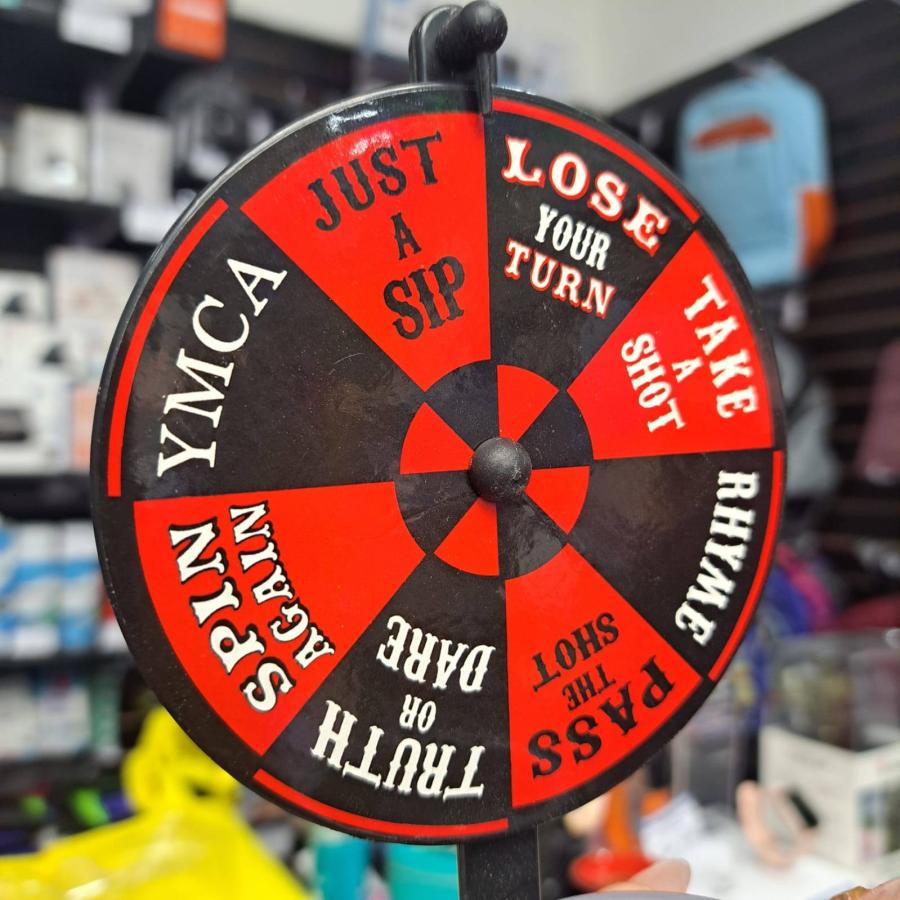 JUST
A
SIP
LOSE
YOUR
TURN
TAKE
A
SHOT
RHYME
PASS
THE
SHOT
TRUTH
OR
DARE
SPIN
AGAIN
YMCA